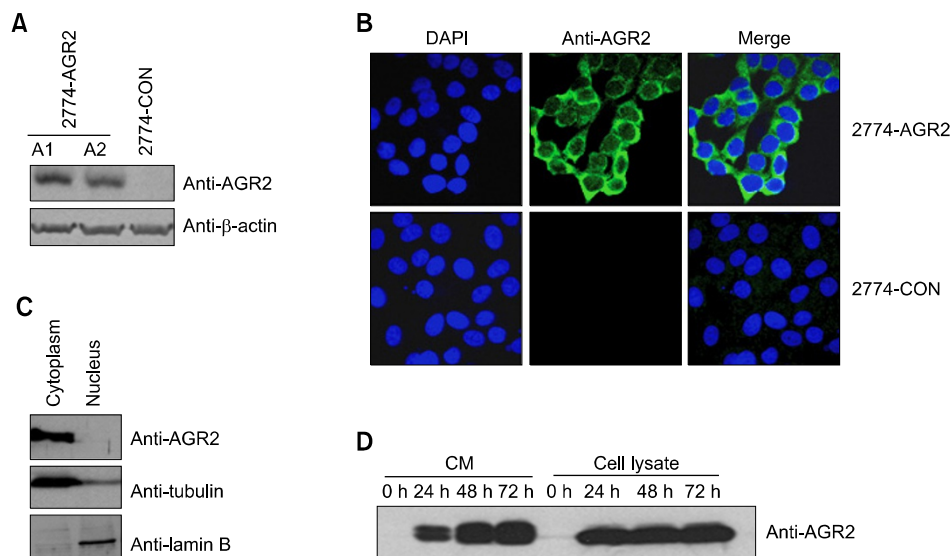 A
2774-AGR2
2774-CON
A1 A2
Anti-AGR2
Anti-β-actin
B
DAPI Anti-AGR2 Merge
2774-AGR2
2774-CON
C
Cytoplasm
Nucleus
Anti-AGR2
Anti-tubulin
Anti-lamin B
D
CM Cell lysate
0 h 24 h 48 h 72 h 0 h 24 h 48 h 72 h
Anti-AGR2